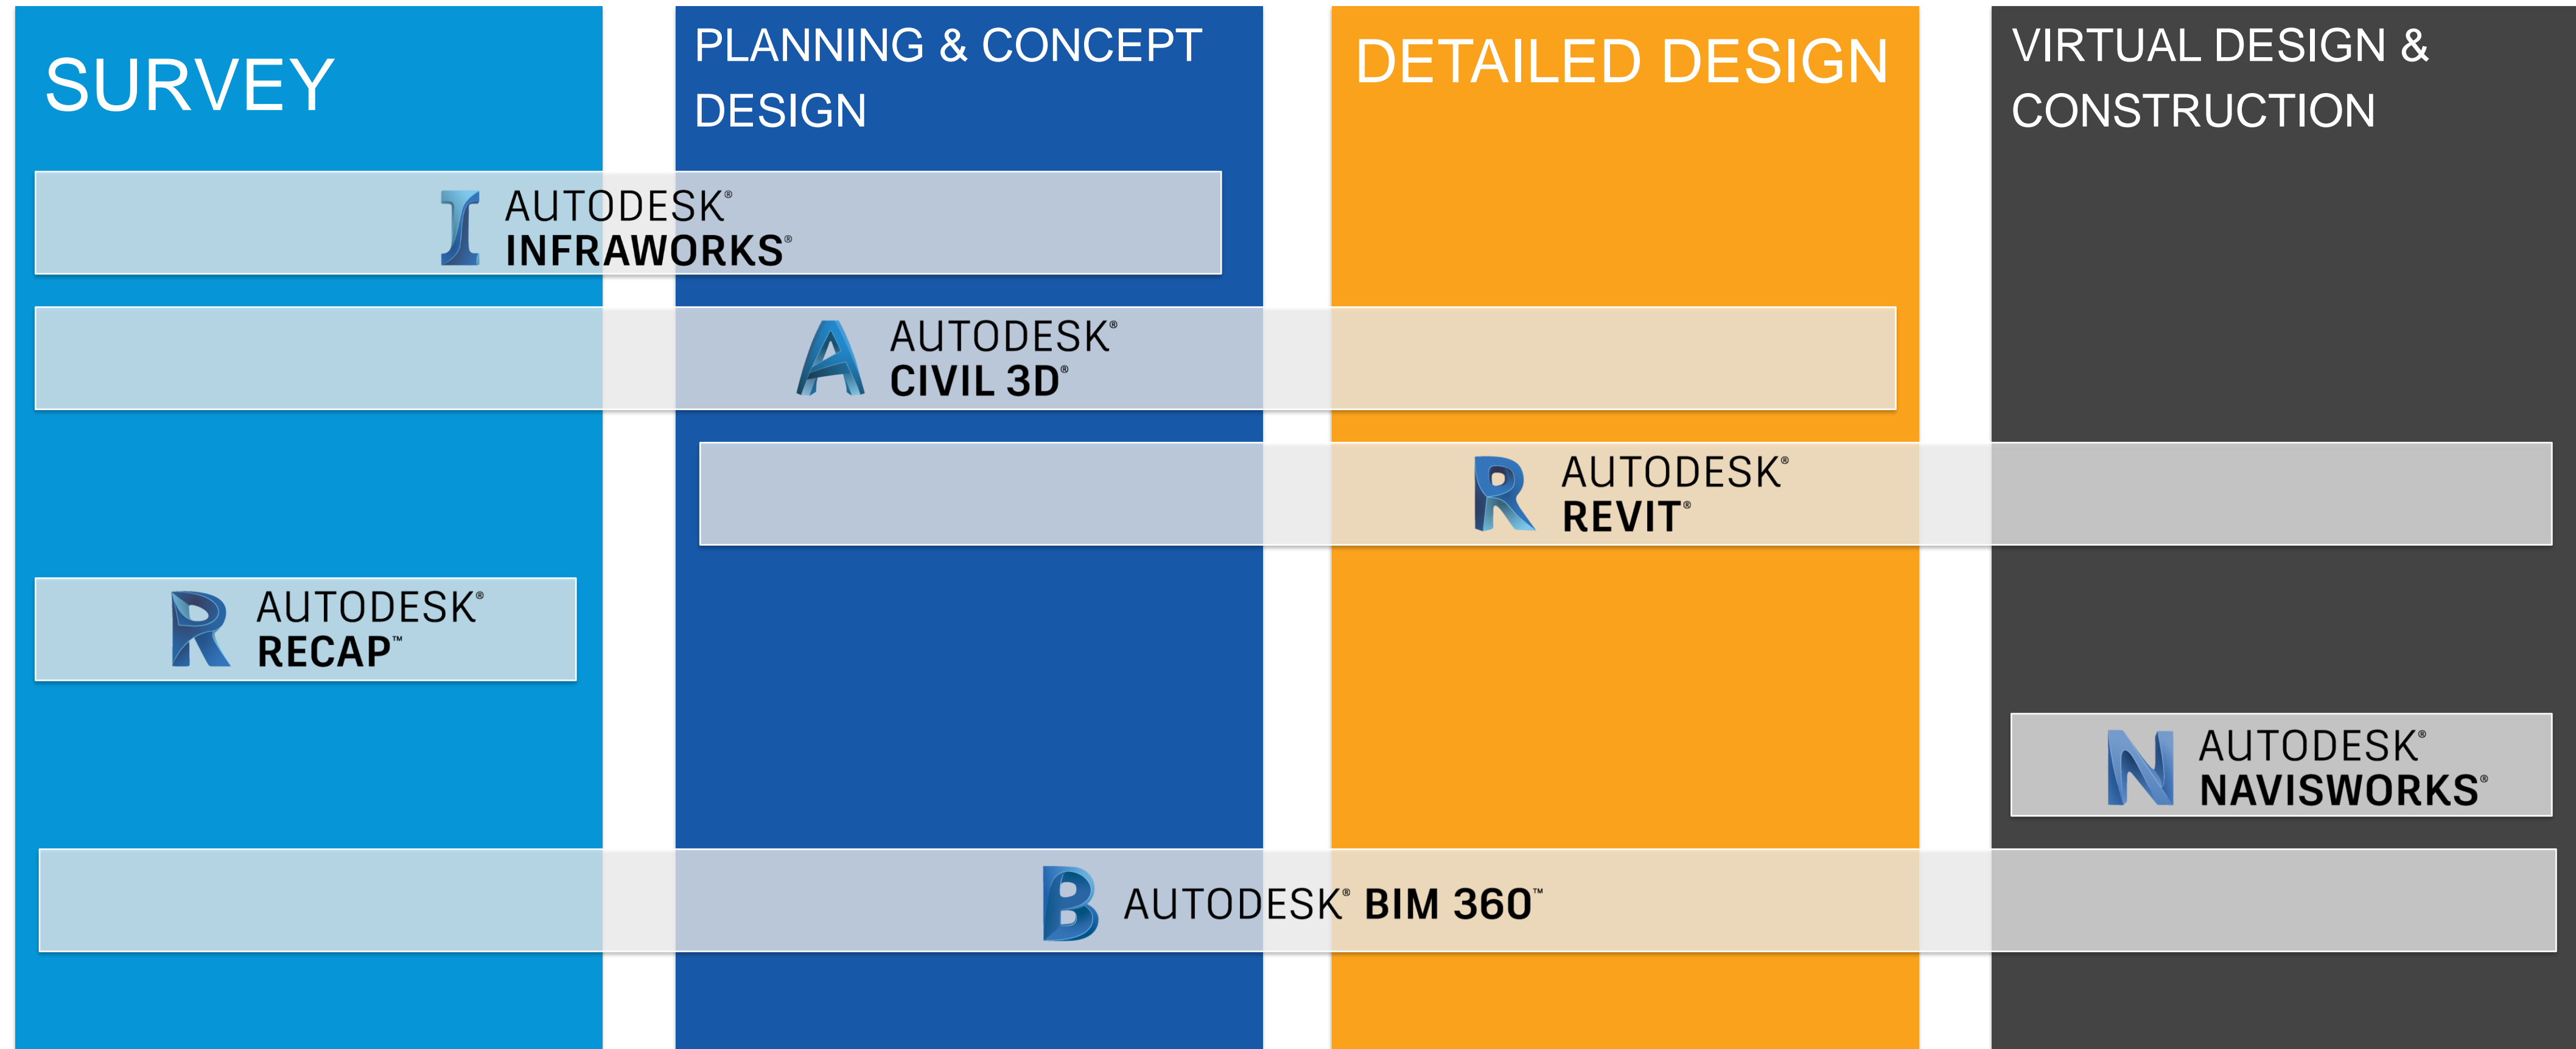 SURVEY
PLANNING & CONCEPT
DESIGN
DETAILED DESIGN
VIRTUAL DESIGN &
CONSTRUCTION
AUTODESK®
INFRAWORKS®
AUTODESK®
CIVIL 3D®
AUTODESK®
REVIT®
AUTODESK®
RECAP™
AUTODESK®
NAVISWORKS®
AUTODESK® BIM 360™